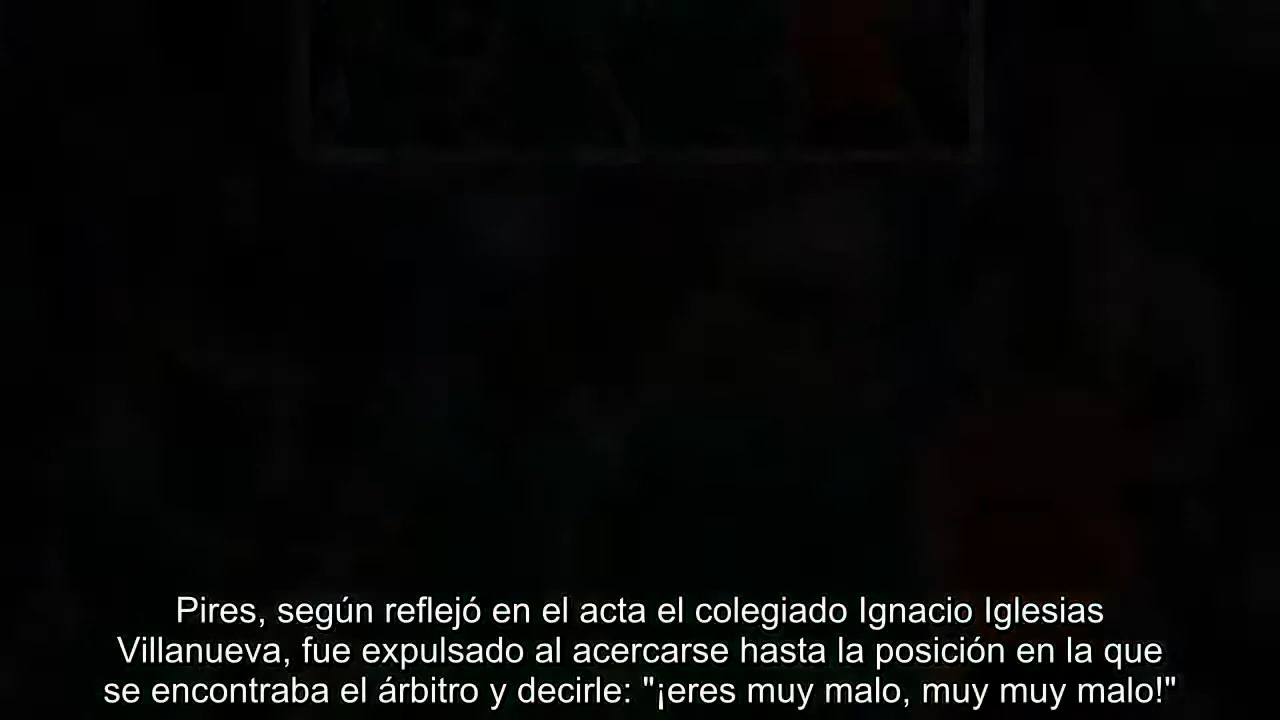 Pires, según reflejó en el acta el colegiado Ignacio Iglesias
Villanueva, fue expulsado al acercarse hasta la posición en la que
se encontraba el árbitro y decirle: "¡eres muy malo, muy muy malo!"